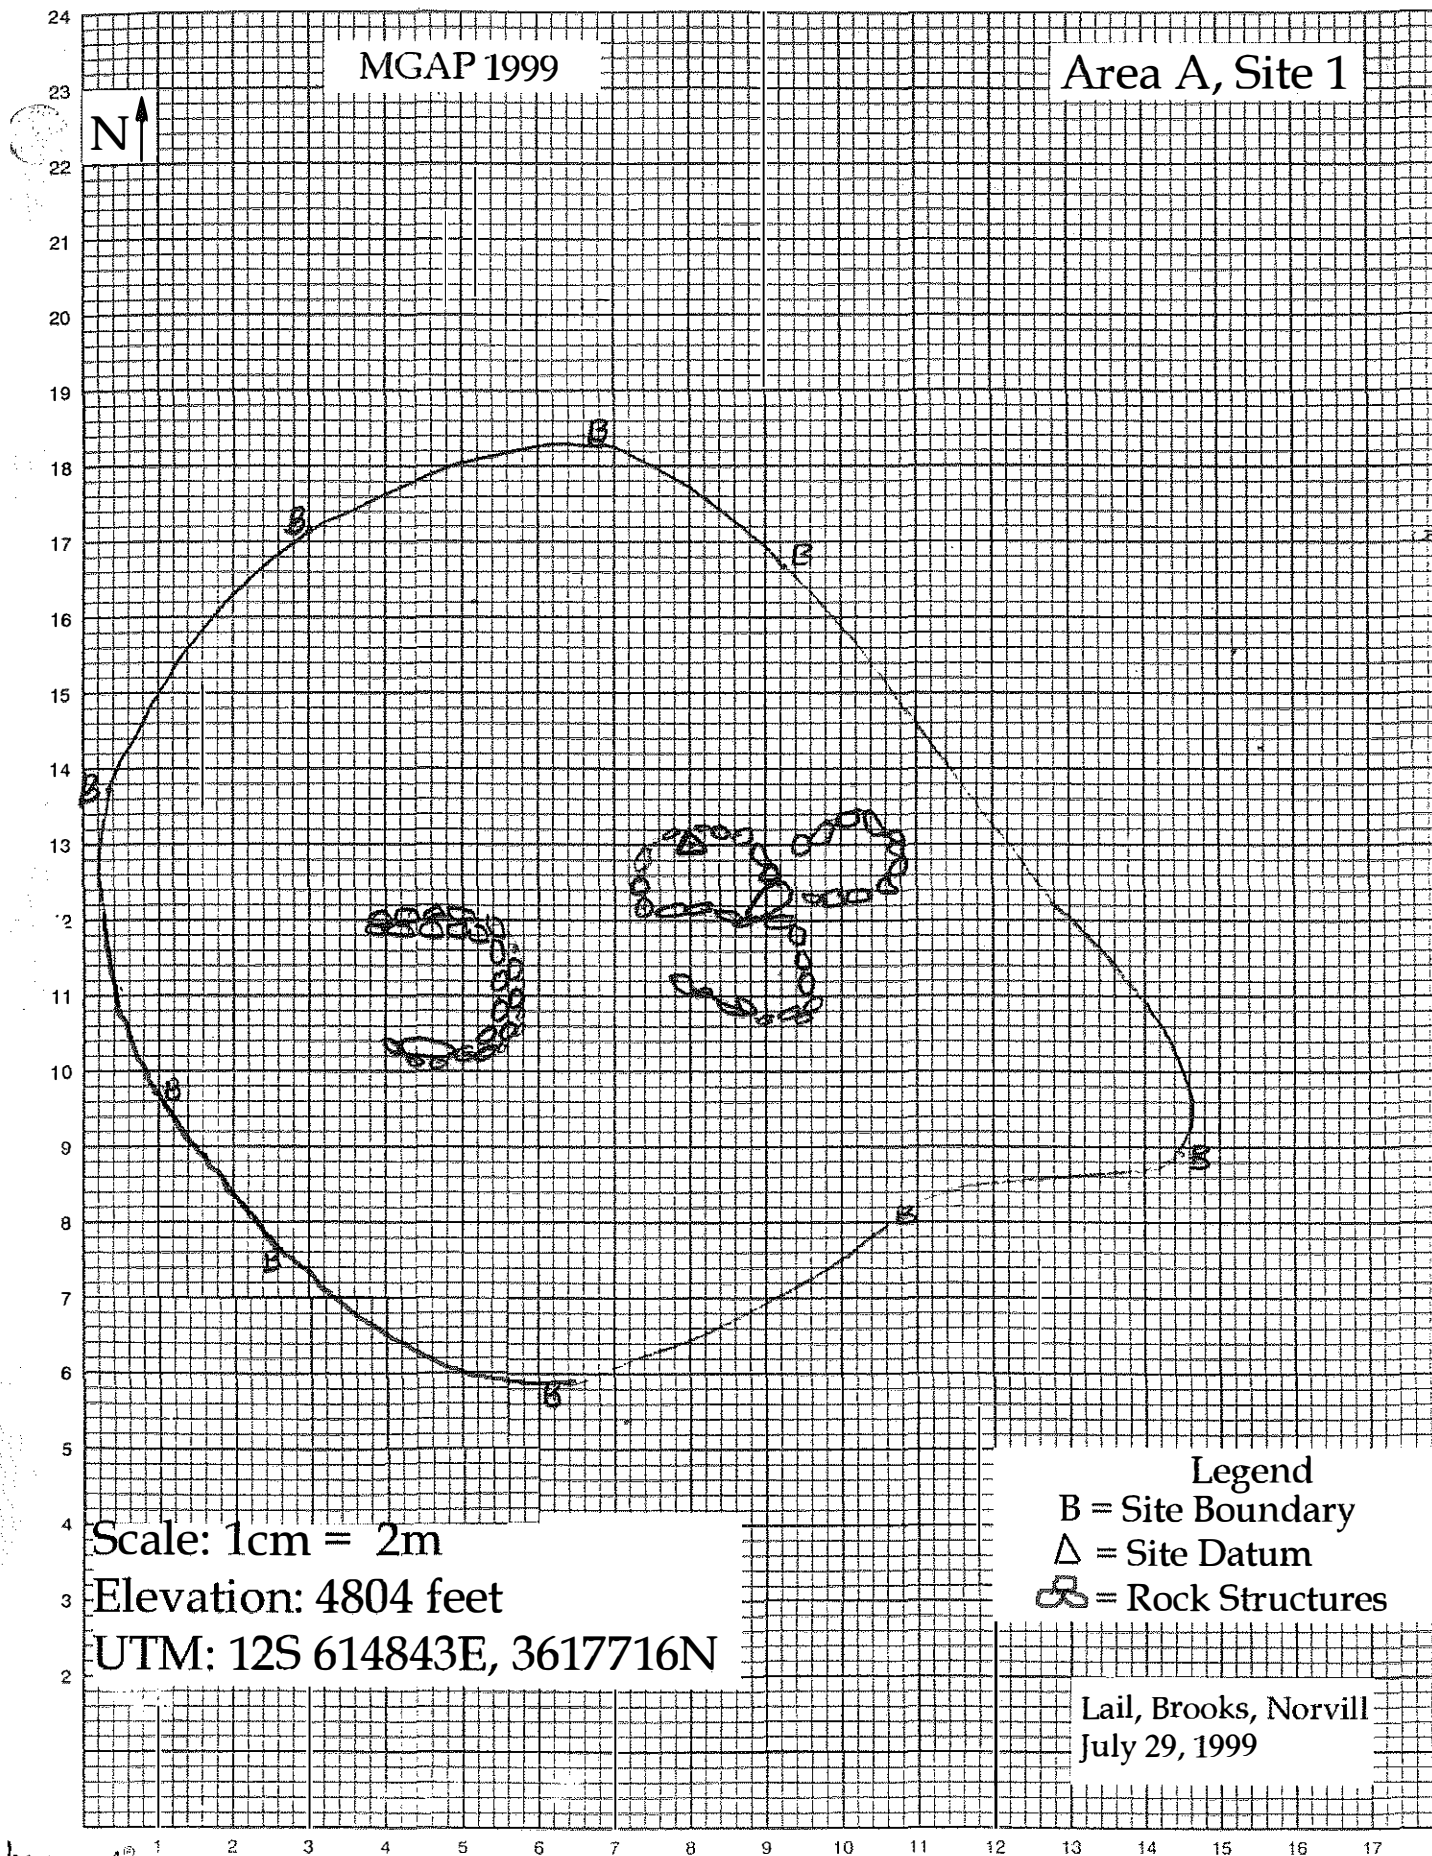 MGAP 1999
Area A, Site 1
N
24
23
22
21
20
19
18
17
16
15
14
13
12
11
10
9
8
7
6
5
4
3
2
B
B
B
B
B
B
B
B
B
Scale: 1cm = 2m
Elevation: 4804 feet
UTM: 12S 614843E, 3617716N
Legend
B = Site Boundary
△ = Site Datum
= Rock Structures
Lail, Brooks, Norvill
July 29, 1999
1 2 3 4 5 6 7 8 9 10 11 12 13 14 15 16 17